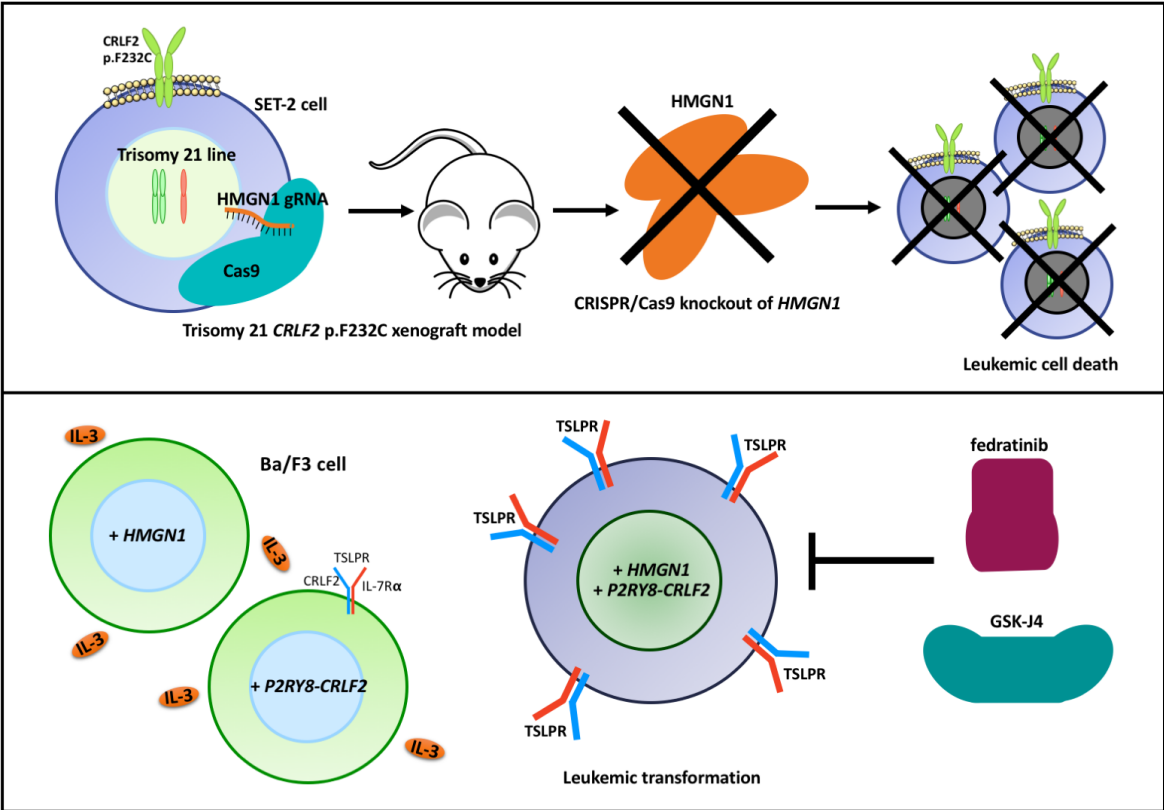 CRLF2
p.F232C
SET-2 cell
Trisomy 21 line
HMGN1 gRNA
Cas9
Trisomy 21 CRLF2 p.F232C xenograft model
HMGN1
CRISPR/Cas9 knockout of HMGN1
Leukemic cell death
IL-3
Ba/F3 cell
+ HMGN1
IL-3
TSLPR
CRLF2
IL-7Rα
IL-3
+ P2RY8-CRLF2
IL-3
IL-3
TSLPR
TSLPR
TSLPR
+ HMGN1
+ P2RY8-CRLF2
TSLPR
TSLPR
Leukemic transformation
fedratinib
GSK-J4